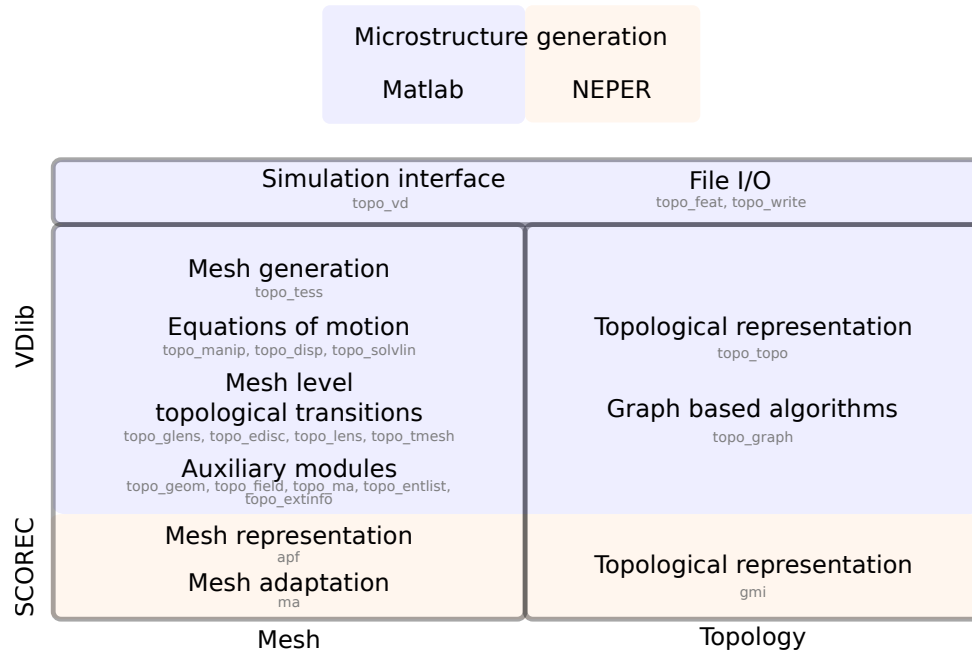 Microstructure generation
Matlab
NEPER
Simulation interface
topo_vd
File I/O
topo_feat, topo_write
VDlib
Mesh generation
topo_tess
Equations of motion
topo_manip, topo_disp, topo_solvlin
Mesh level
topological transitions
topo_glens, topo_edisc, topo_lens, topo_tmesh
Auxiliary modules
topo_geom, topo_field, topo_ma, topo_entlist,
topo_extinfo
Topological representation
topo_topo
Graph based algorithms
topo_graph
SCOREC
Mesh representation
apf
Mesh adaptation
ma
Topological representation
gmi
Mesh
Topology